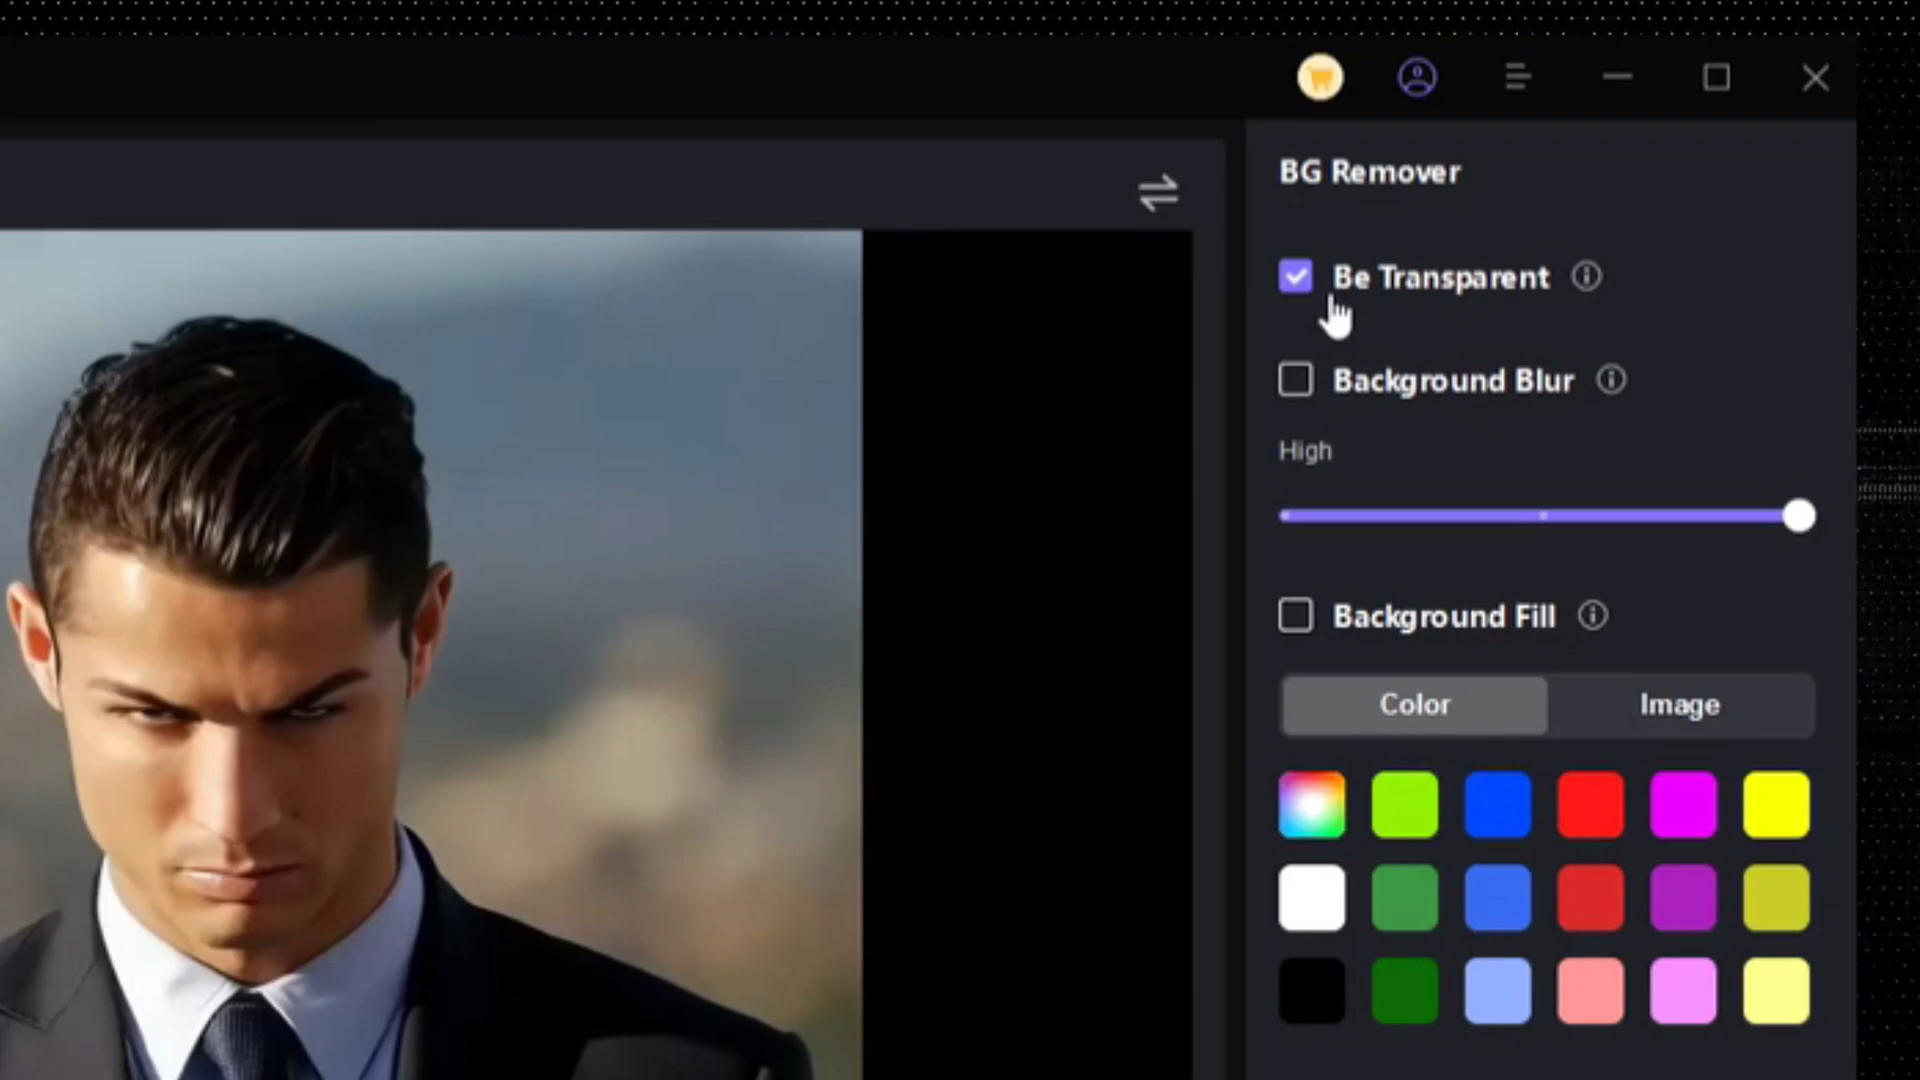 BG Remover
Be Transparent
Background Blur
High
Background Fill
Color Image